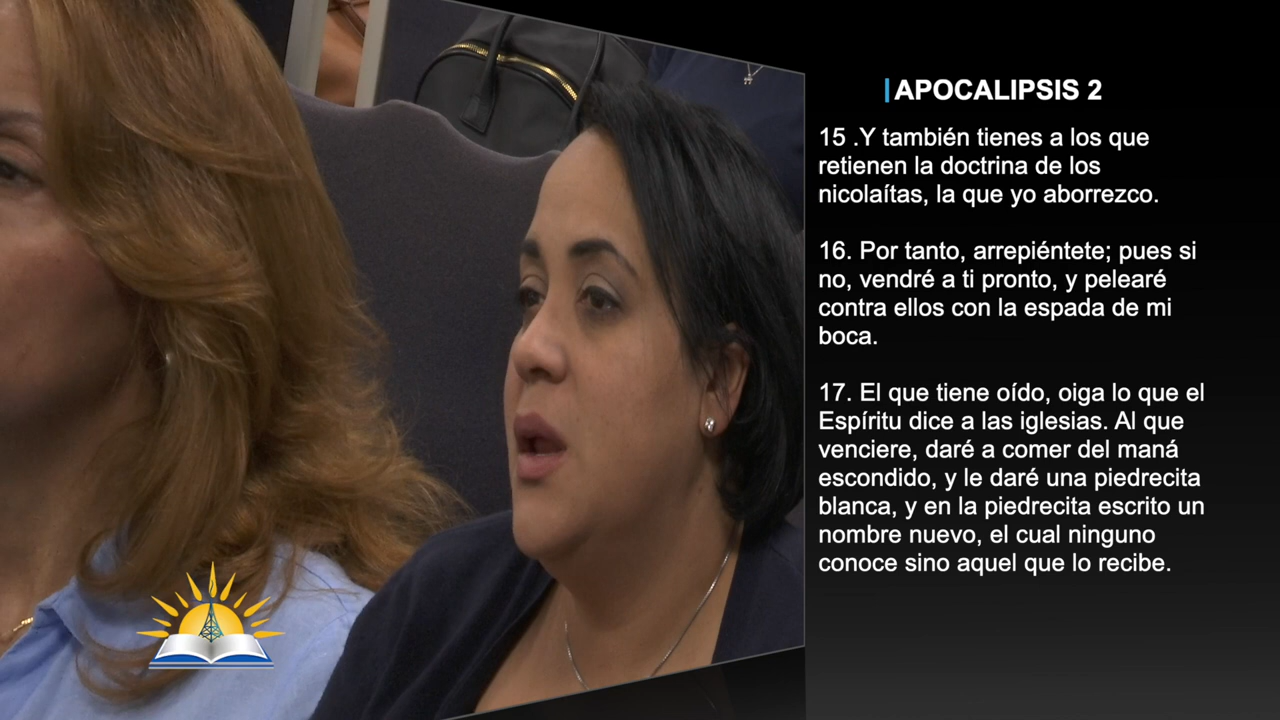 APOCALIPSIS 2
15 .Y también tienes a los que
retienen la doctrina de los
nicolaítas, la que yo aborrezco.
16. Por tanto, arrepiéntete; pues si
no, vendré a ti pronto, y pelearé
contra ellos con la espada de mi
boca.
17. El que tiene oído, oiga lo que el
Espíritu dice a las iglesias. Al que
venciere, daré a comer del maná
escondido, y le daré una piedrecita
blanca, y en la piedrecita escrito un
nombre nuevo, el cual ninguno
conoce sino aquel que lo recibe.